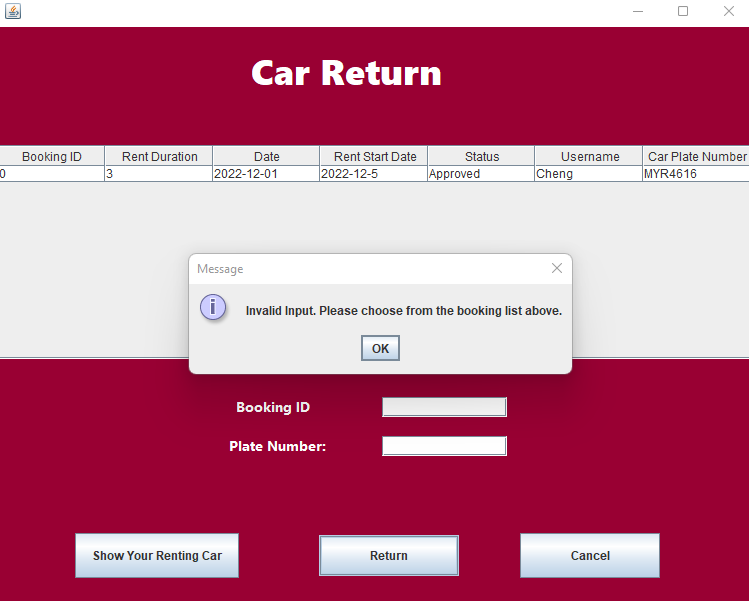 Car Return
Booking ID Rent Duration Date Rent Start Date Status Username Car Plate Number
0 3 2022-12-01 2022-12-5 Approved Cheng MYR4616
Message
Invalid Input. Please choose from the booking list above.
OK
Booking ID
Plate Number:
Show Your Renting Car Return Cancel